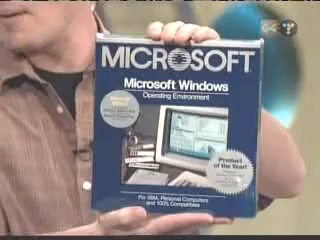 MICROSOFT
Microsoft Windows
Operating Environment
Product
of the Year!
For IBM, Personal Computers
and 100% Compatibles